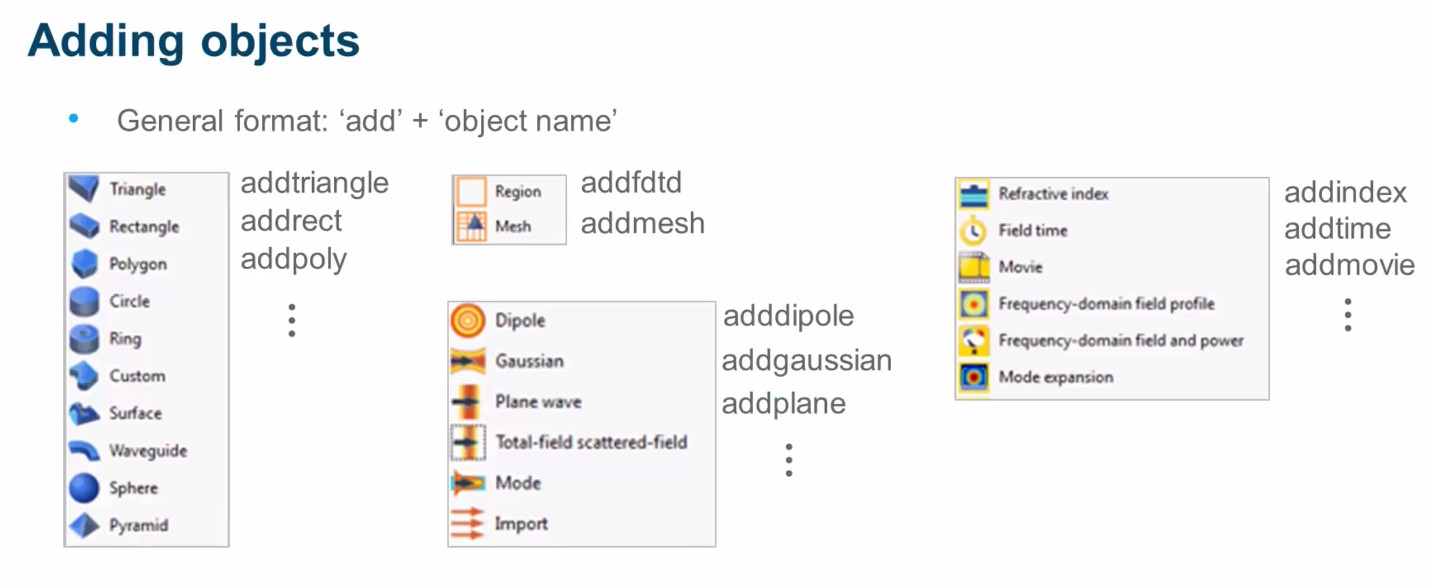 Adding objects
• General format: ‘add’ + ‘object name’
Triangle
Rectangle
Polygon
Circle
Ring
Custom
Surface
Waveguide
Sphere
Pyramid
addtriangle
addrect
addpoly
Region
Mesh
addfdtd
addmesh
Dipole
Gaussian
Plane wave
Total-field scattered-field
Mode
Import
adddipole
addgaussian
addplane
Refractive index
Field time
Movie
Frequency-domain field profile
Frequency-domain field and power
Mode expansion
addindex
addtime
addmovie